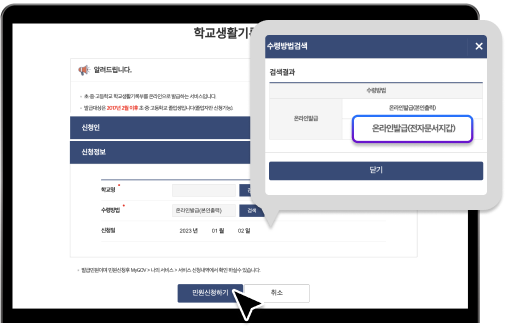 학교생활기
알려드립니다.
- 초·중·고등학교 학교생활기록부를 온라인으로 발급하는 서비스입니다.
- 발급대상은 2017년 2월 이후 초·중·고등학교 졸업생입니다(졸업자만 신청가능).
신청인
신청정보
학교명 *
수령방법 * 온라인발급(본인출력) 검색
신청일 2023 년 01 월 02 일
- 발급민원이며 민원신청후 MyGOV > 나의 서비스 > 서비스 신청내역에서 확인 하실수 있습니다.
민원신청하기 취소
수령방법검색 ×
검색결과
수령방법
온라인발급 온라인발급(본인출력)
온라인발급(전자문서지갑)
닫기